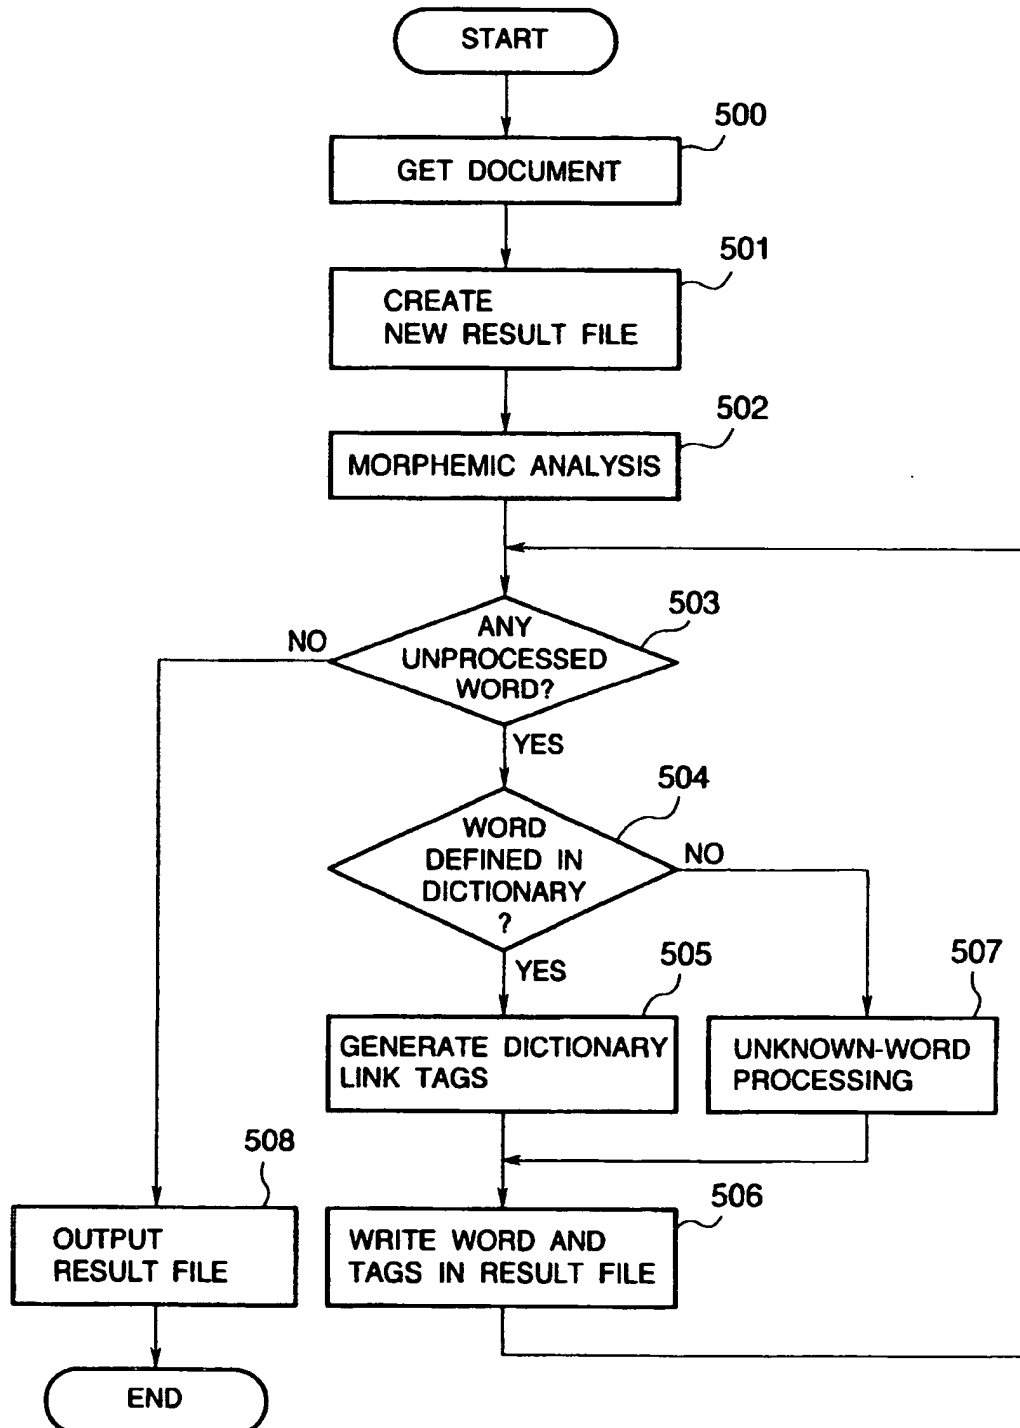 START
500
GET DOCUMENT
501
CREATE
NEW RESULT FILE
502
MORPHEMIC ANALYSIS
503
NO
ANY
UNPROCESSED
WORD?
YES
504
WORD
DEFINED IN
DICTIONARY
?
NO
YES
505
507
GENERATE DICTIONARY
LINK TAGS
UNKNOWN-WORD
PROCESSING
508
506
OUTPUT
RESULT FILE
WRITE WORD AND
TAGS IN RESULT FILE
END